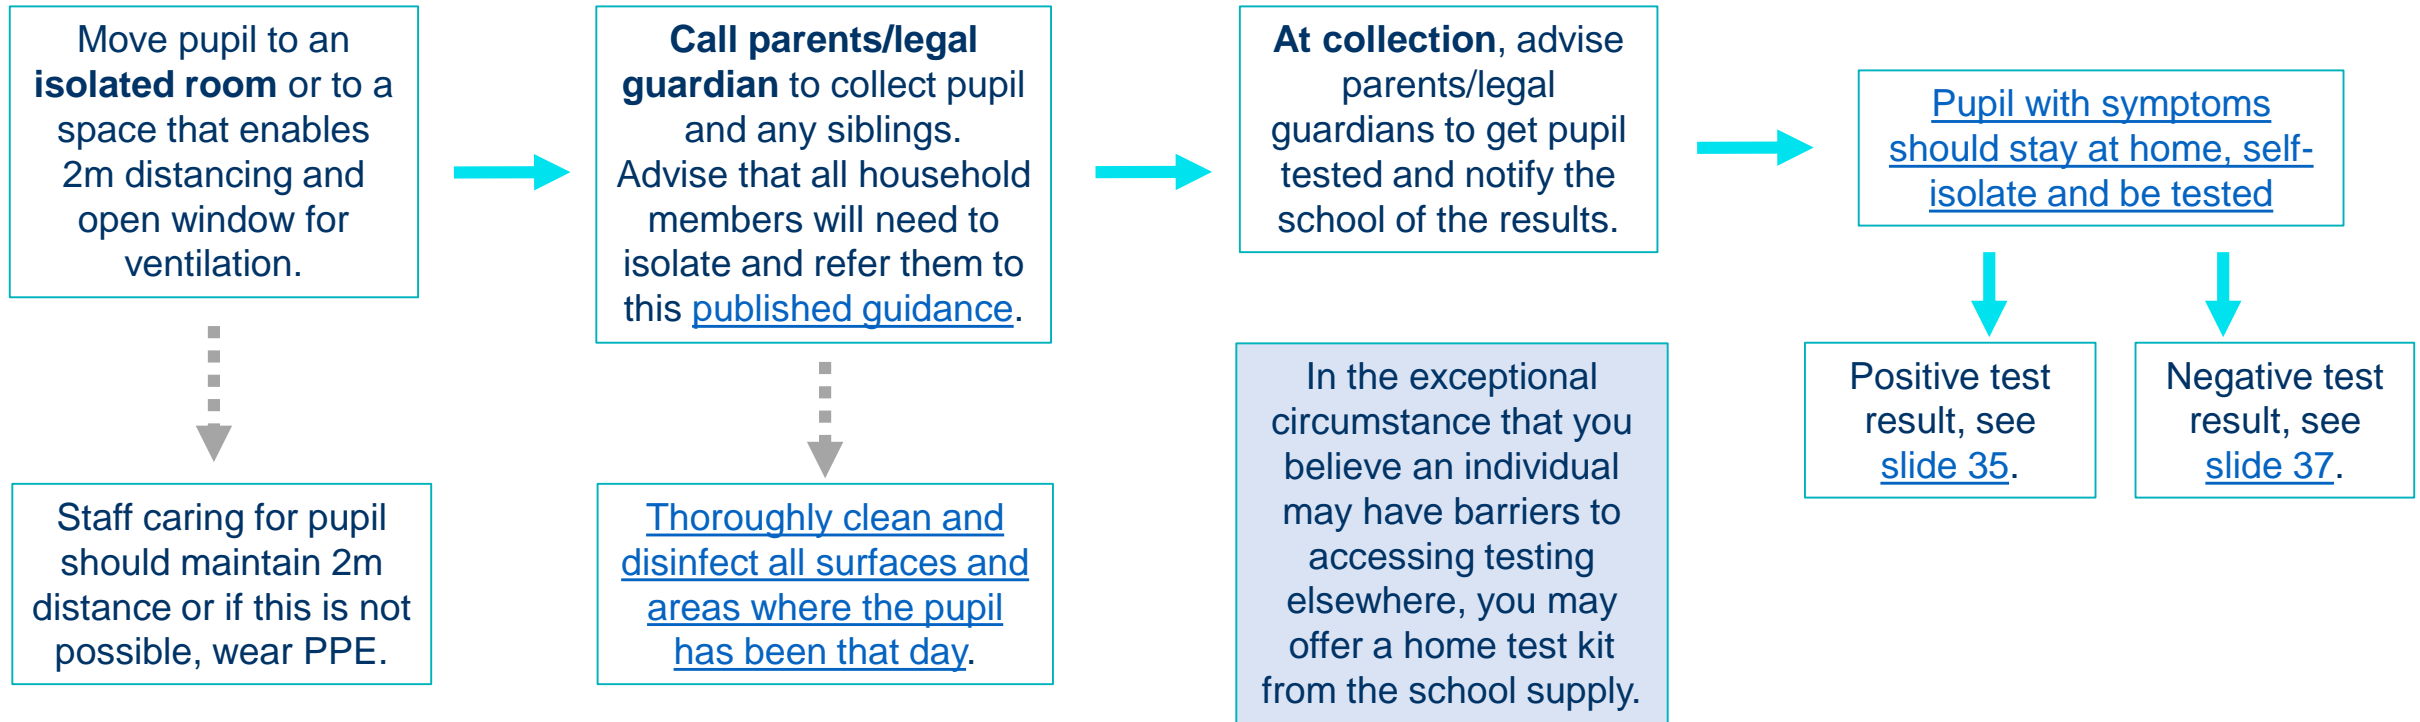 Move pupil to an
isolated room or to a
space that enables
2m distancing and
open window for
ventilation.
Staff caring for pupil
should maintain 2m
distance or if this is not
possible, wear PPE.
Call parents/legal
guardian to collect pupil
and any siblings.
Advise that all household
members will need to
isolate and refer them to
this published guidance.
Thoroughly clean and
disinfect all surfaces and
areas where the pupil
has been that day.
At collection, advise
parents/legal
guardians to get pupil
tested and notify the
school of the results.
In the exceptional
circumstance that you
believe an individual
may have barriers to
accessing testing
elsewhere, you may
offer a home test kit
from the school supply.
Pupil with symptoms
should stay at home, self-
isolate and be tested
Positive test
result, see
slide 35.
Negative test
result, see
slide 37.